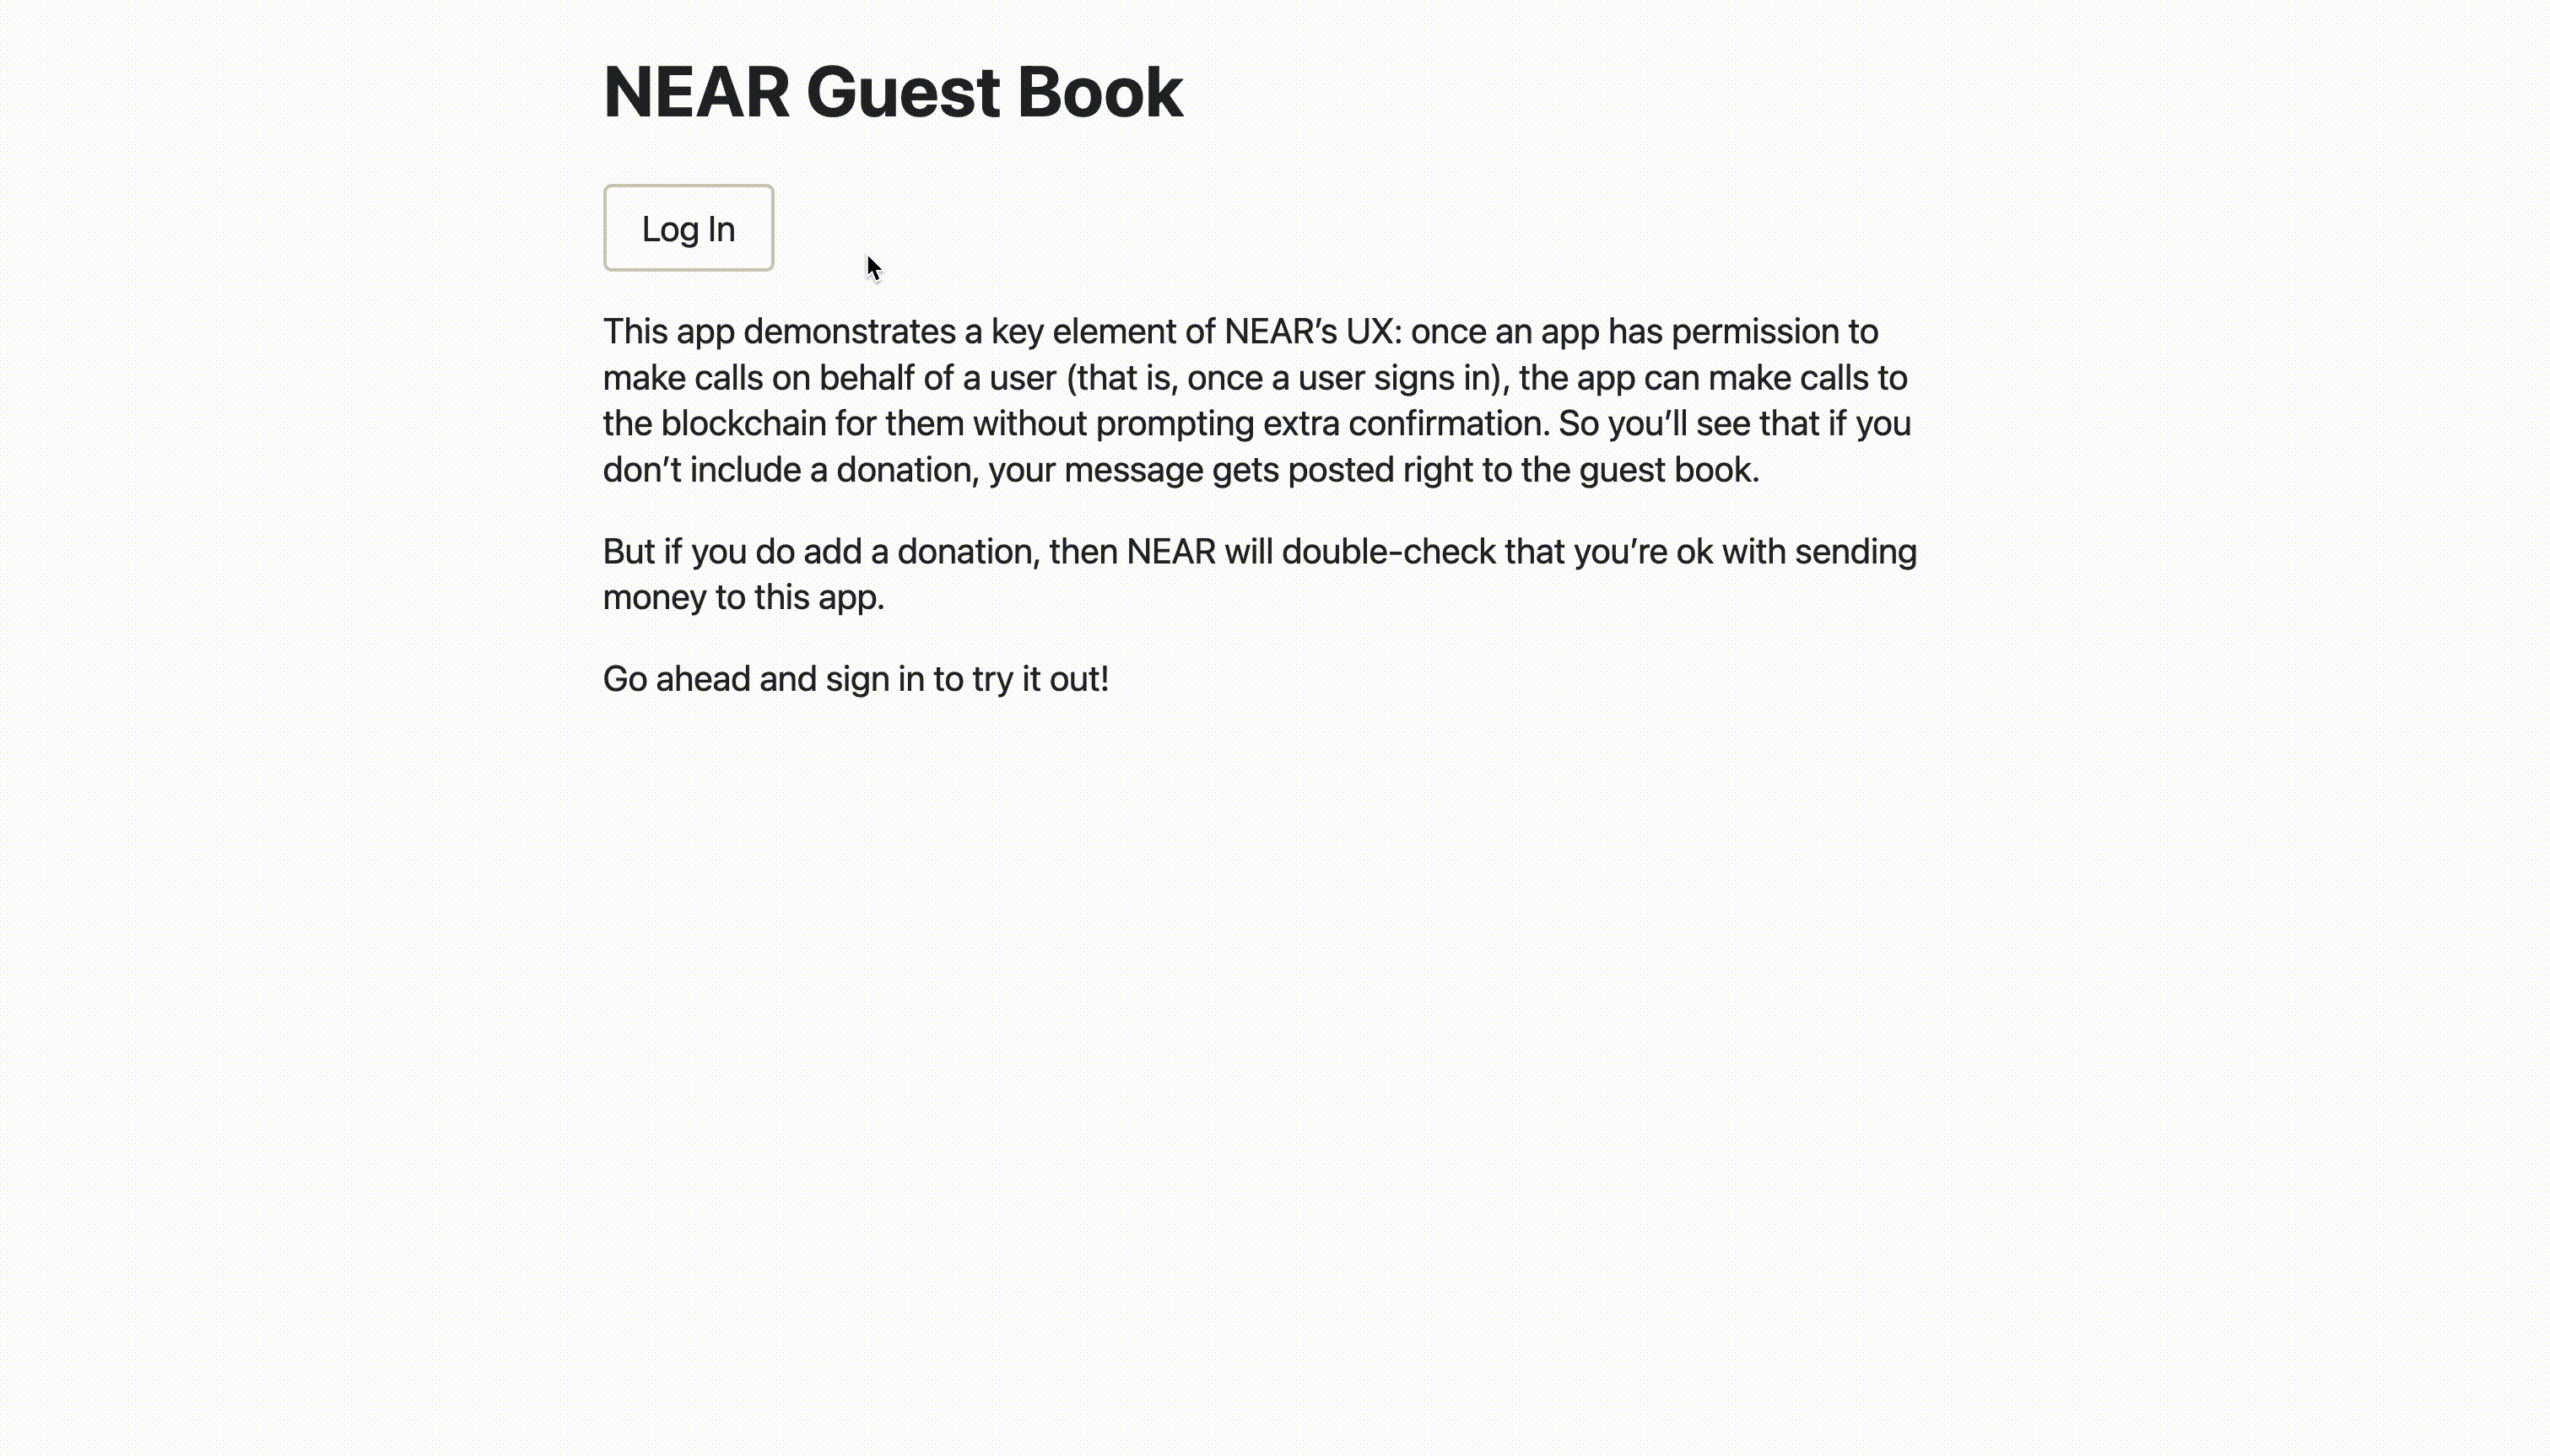 NEAR Guest Book
Log In
This app demonstrates a key element of NEAR’s UX: once an app has permission to
make calls on behalf of a user (that is, once a user signs in), the app can make calls to
the blockchain for them without prompting extra confirmation. So you’ll see that if you
don’t include a donation, your message gets posted right to the guest book.
But if you do add a donation, then NEAR will double-check that you’re ok with sending
money to this app.
Go ahead and sign in to try it out!